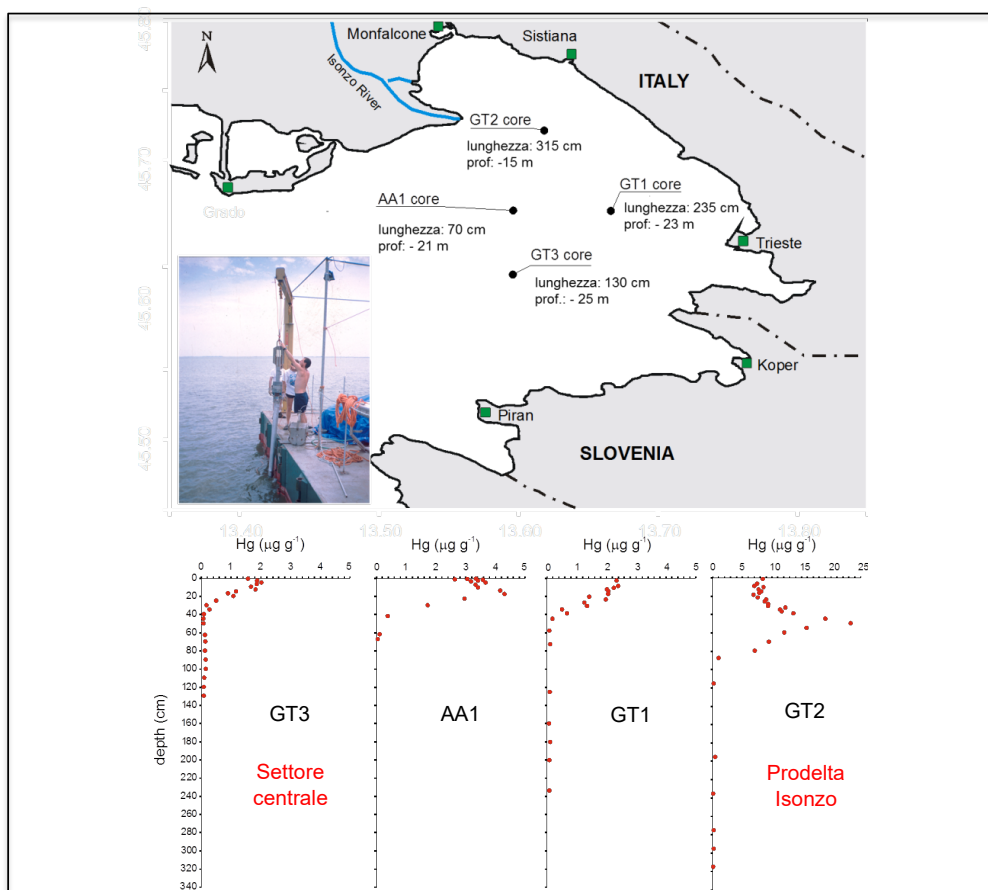 45.80
Monfalcone
Sistiana
N
ITALY
Isonzo River
GT2 core
lunghezza: 315 cm
prof: -15 m
45.70
GT1 core
Grado
AA1 core
lunghezza: 235 cm
prof: - 23 m
lunghezza: 70 cm
prof: - 21 m
Trieste
GT3 core
lunghezza: 130 cm
prof.: - 25 m
45.60
Koper
Piran
45.50
SLOVENIA
13.40 13.50 13.60 13.70 13.80
Hg (μg g⁻¹) Hg (μg g⁻¹) Hg (μg g⁻¹) Hg (μg g⁻¹)
0 1 2 3 4 5 0 1 2 3 4 5 0 1 2 3 4 5 0 5 10 15 20 25
0
20
40
60
80
100
120
140
160
180
200
220
240
260
280
300
320
340
depth (cm)
GT3 AA1 GT1 GT2
Settore
centrale
Prodelta
Isonzo